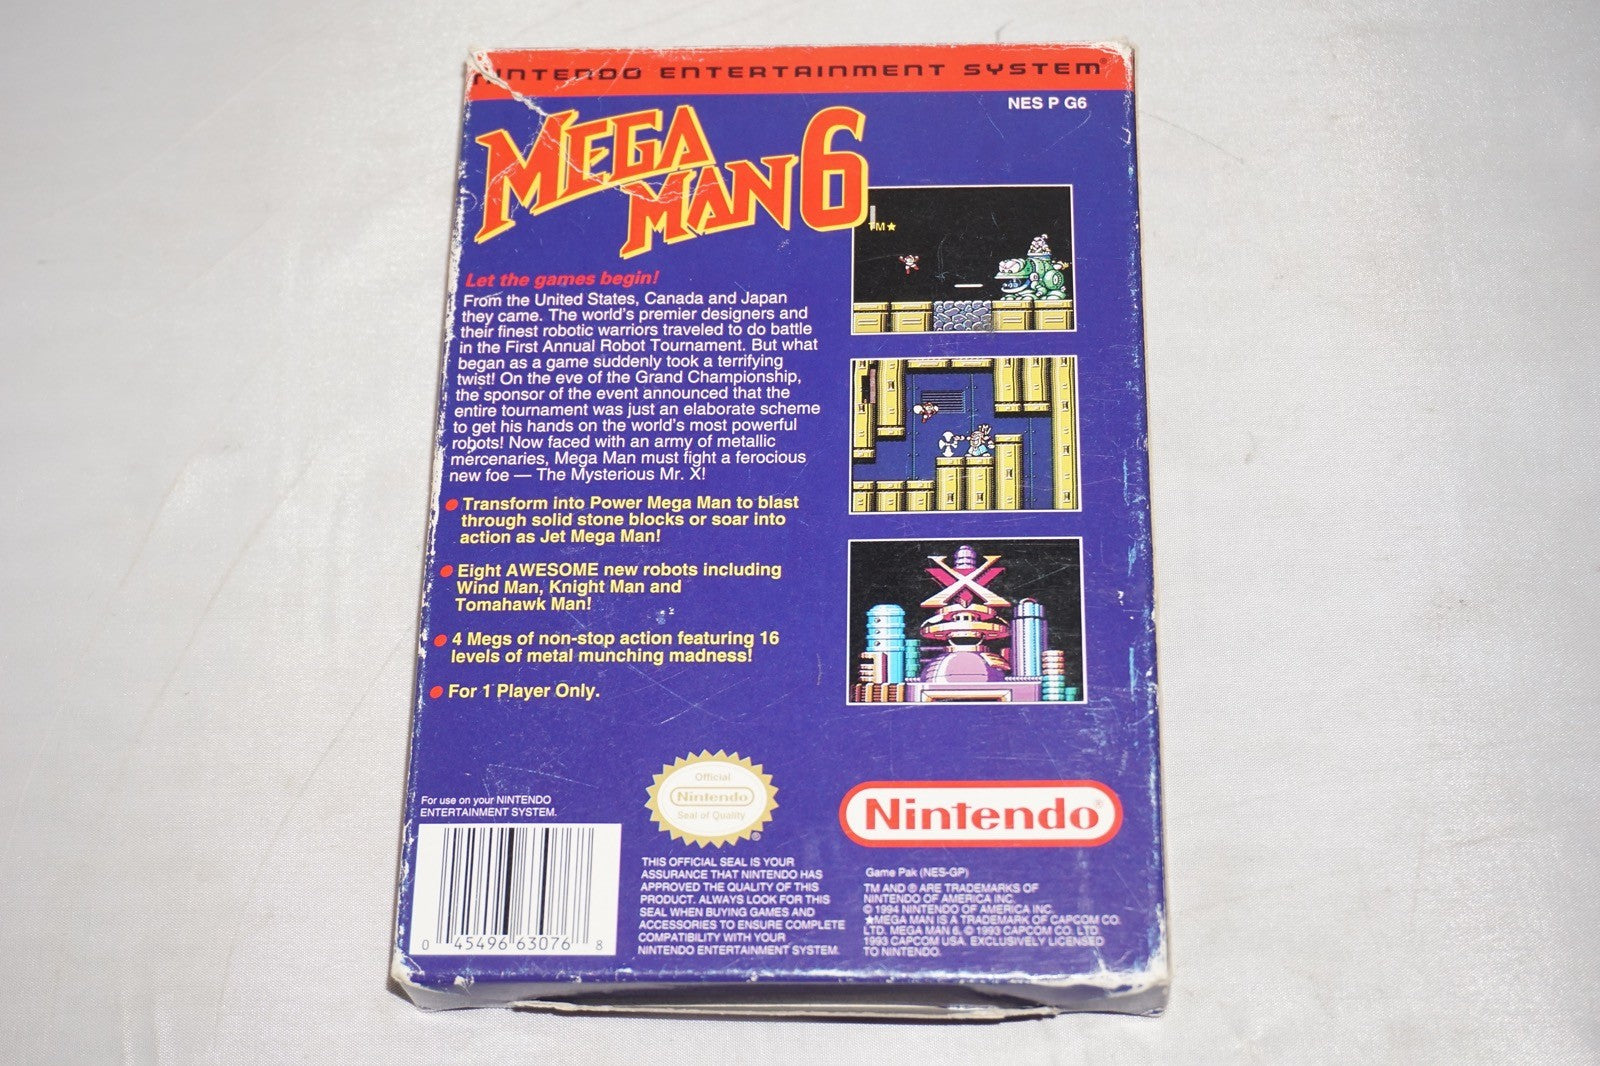 NINTENDO ENTERTAINMENT SYSTEM®
NES P G6
MEGA
MAN 6
TM★
Let the games begin!
From the United States, Canada and Japan
they came. The world's premier designers and
their finest robotic warriors traveled to do battle
in the First Annual Robot Tournament. But what
began as a game suddenly took a terrifying
twist! On the eve of the Grand Championship,
the sponsor of the event announced that the
entire tournament was just an elaborate scheme
to get his hands on the world's most powerful
robots! Now faced with an army of metallic
mercenaries, Mega Man must fight a ferocious
new foe — The Mysterious Mr. X!
● Transform into Power Mega Man to blast
through solid stone blocks or soar into
action as Jet Mega Man!
● Eight AWESOME new robots including
Wind Man, Knight Man and
Tomahawk Man!
● 4 Megs of non-stop action featuring 16
levels of metal munching madness!
● For 1 Player Only.
X
For use on your NINTENDO
ENTERTAINMENT SYSTEM.
0 45496 63076 8
Official
Nintendo
Seal of Quality
®
THIS OFFICIAL SEAL IS YOUR
ASSURANCE THAT NINTENDO HAS
APPROVED THE QUALITY OF THIS
PRODUCT. ALWAYS LOOK FOR THIS
SEAL WHEN BUYING GAMES AND
ACCESSORIES TO ENSURE COMPLETE
COMPATIBILITY WITH YOUR
NINTENDO ENTERTAINMENT SYSTEM.
Nintendo®
Game Pak (NES-GP)
TM AND ® ARE TRADEMARKS OF
NINTENDO OF AMERICA INC.
© 1994 NINTENDO OF AMERICA INC.
★MEGA MAN IS A TRADEMARK OF CAPCOM CO.
LTD. MEGA MAN 6. © 1993 CAPCOM CO. LTD.
1993 CAPCOM USA. EXCLUSIVELY LICENSED
TO NINTENDO.